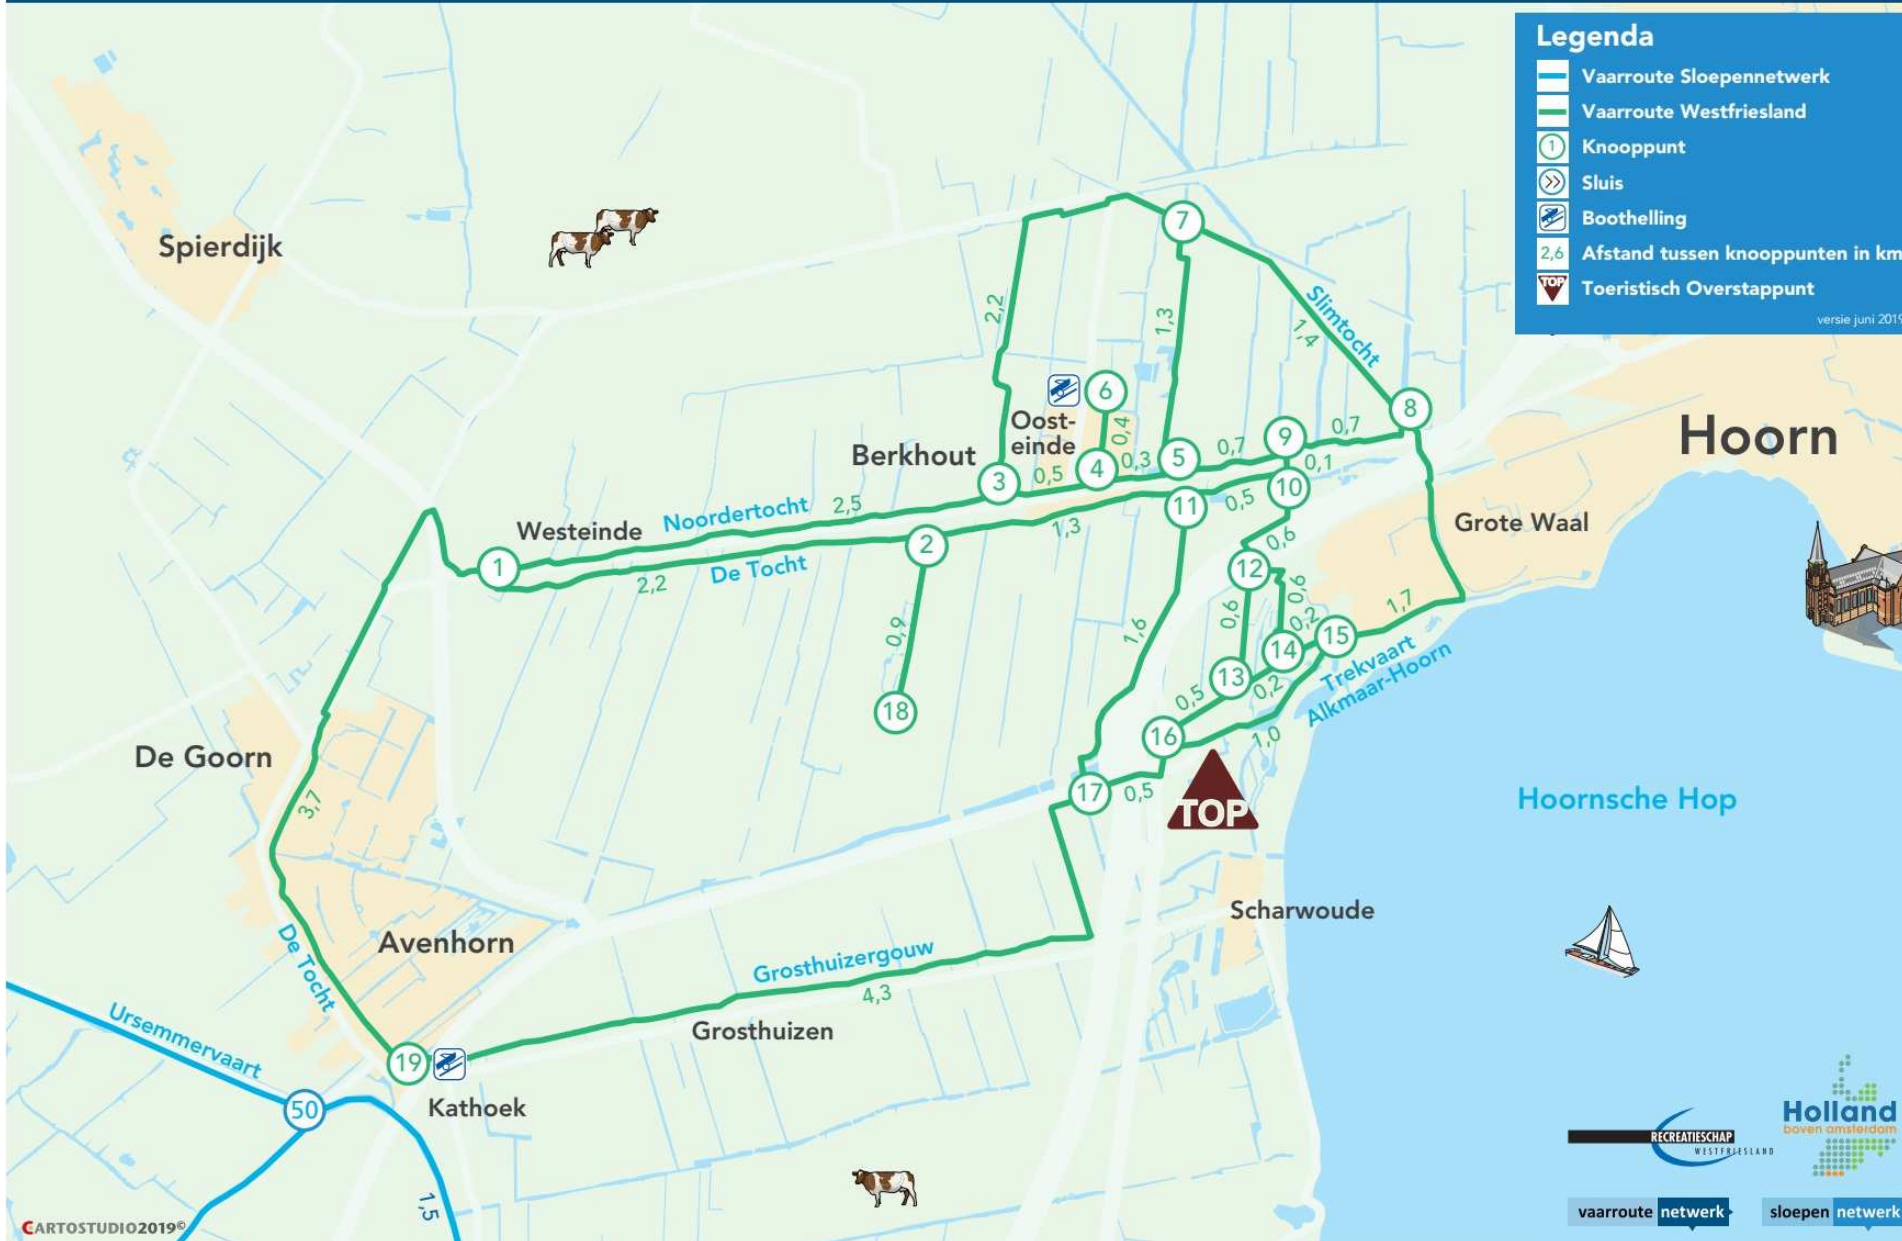 Legenda
Vaarroute Sloepennetwerk
Vaarroute Westfriesland
1 Knooppunt
Sluis
Boothelling
2,6 Afstand tussen knooppunten in km
TOP Toeristisch Overstappunt
versie juni 2019
Spierdijk
7
Slimtocht
2,2
1,3
1,4
6
8
Oost-
einde
0,4
Hoorn
Berkhout
9
0,7
0,7
3
0,5
4
0,3
5
0,1
10
11
0,5
Noordertocht
2,5
Westeinde
Grote Waal
1,3
2
0,6
1
De Tocht
2,2
12
0,6
1,7
0,9
1,6
0,6
0,2
15
14
Trekvaart
Alkmaar-Hoorn
13
0,2
0,5
18
16
1,0
De Goorn
17
0,5
TOP
Hoornsche Hop
3,7
Scharwoude
Avenhorn
De Tocht
Grosthuizergouw
4,3
Grosthuizen
Ursemmervaart
19
50
Kathoek
1,5
RECREATIESCHAP
WESTFRIESLAND
Holland
boven amsterdam
vaarroute netwerk
sloepen netwerk
CARTOSTUDIO2019©